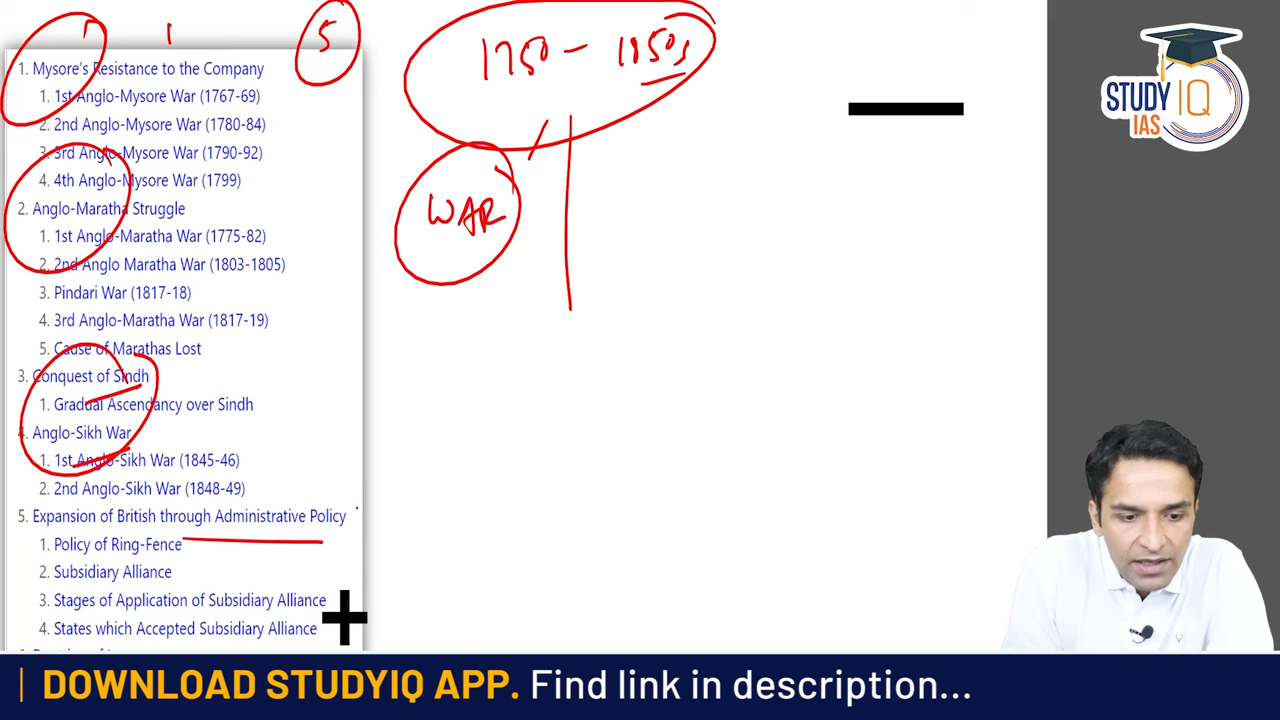 5
1750 - 1850s
WAR
1. Mysore's Resistance to the Company
1. 1st Anglo-Mysore War (1767-69)
2. 2nd Anglo-Mysore War (1780-84)
3. 3rd Anglo-Mysore War (1790-92)
4. 4th Anglo-Mysore War (1799)
2. Anglo-Maratha Struggle
1. 1st Anglo-Maratha War (1775-82)
2. 2nd Anglo Maratha War (1803-1805)
3. Pindari War (1817-18)
4. 3rd Anglo-Maratha War (1817-19)
5. Cause of Marathas Lost
3. Conquest of Sindh
1. Gradual Ascendancy over Sindh
4. Anglo-Sikh War
1. 1st Anglo-Sikh War (1845-46)
2. 2nd Anglo-Sikh War (1848-49)
5. Expansion of British through Administrative Policy
1. Policy of Ring-Fence
2. Subsidiary Alliance
3. Stages of Application of Subsidiary Alliance
4. States which Accepted Subsidiary Alliance
STUDY IQ
IAS
DOWNLOAD STUDYIQ APP. Find link in description...